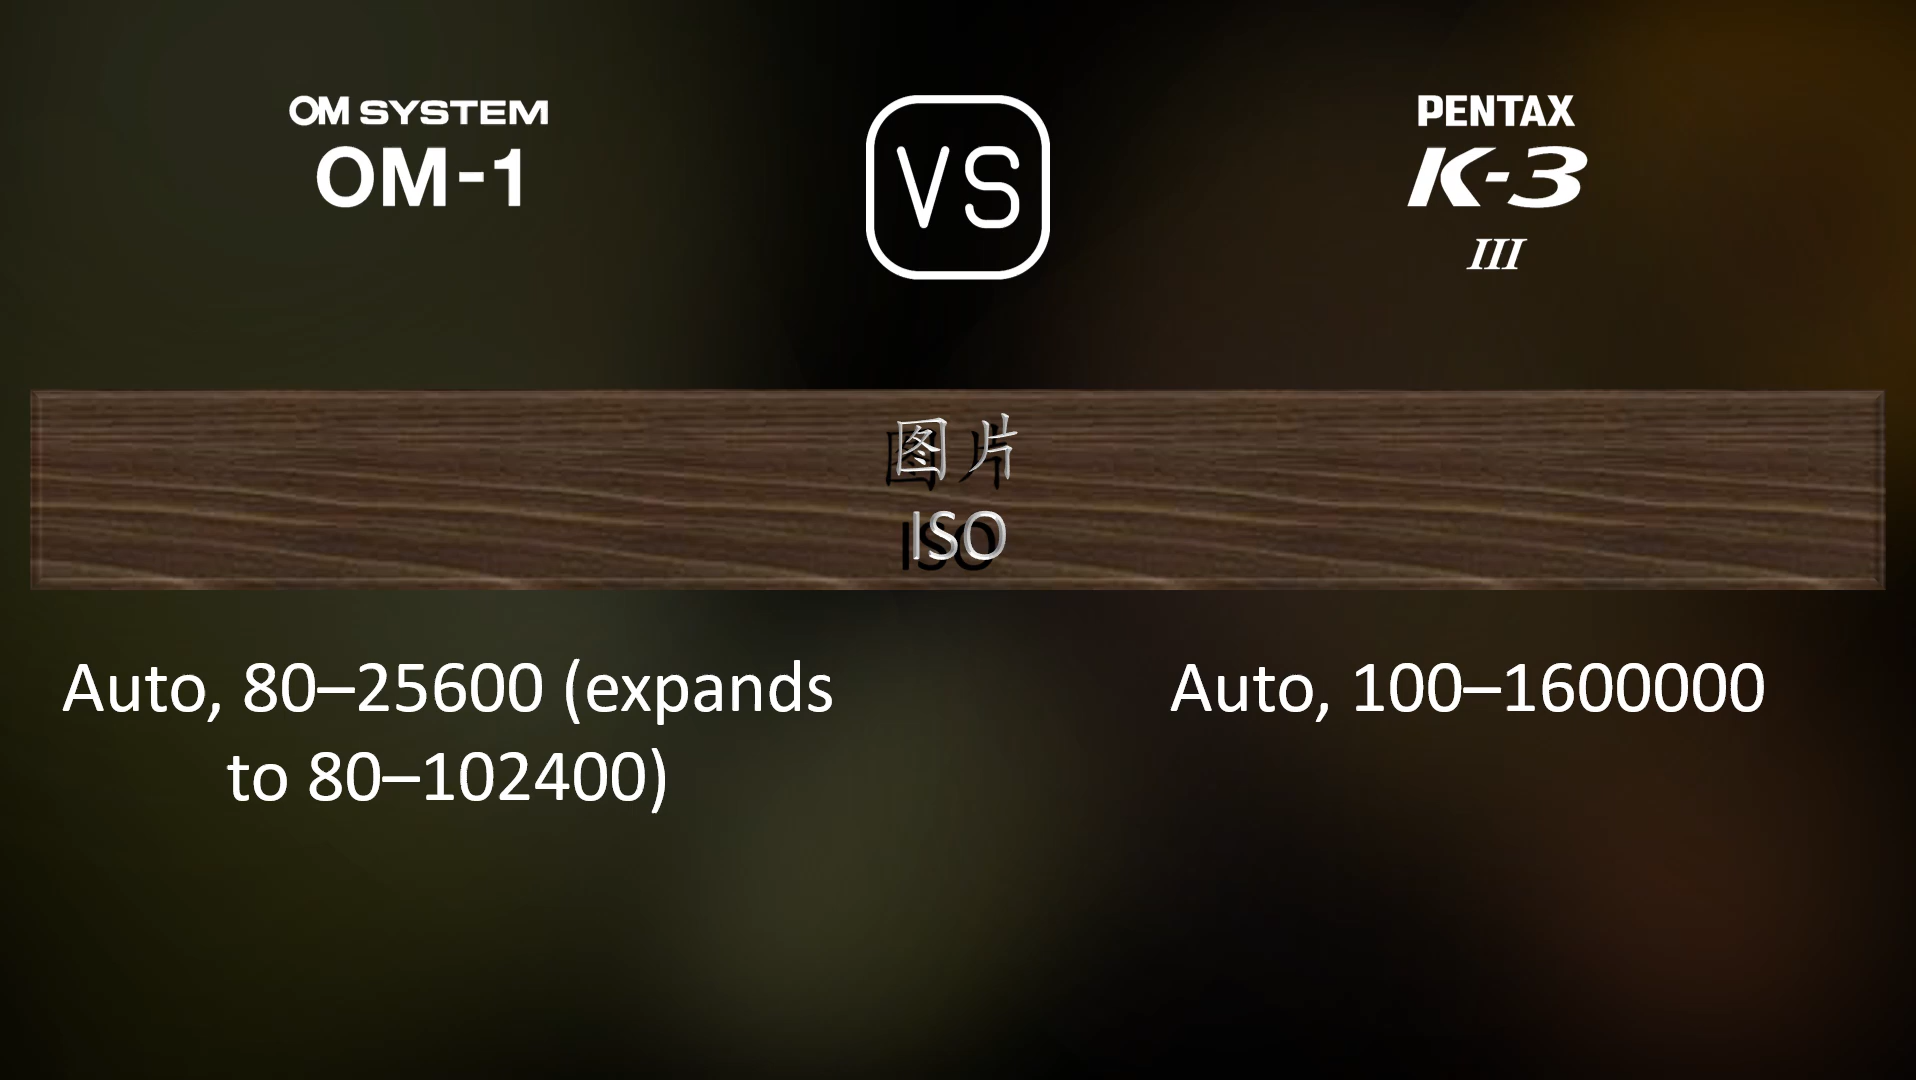 OM SYSTEM
OM-1
VS
PENTAX
K-3
III
图片
ISO
Auto, 80–25600 (expands
to 80–102400)
Auto, 100–1600000